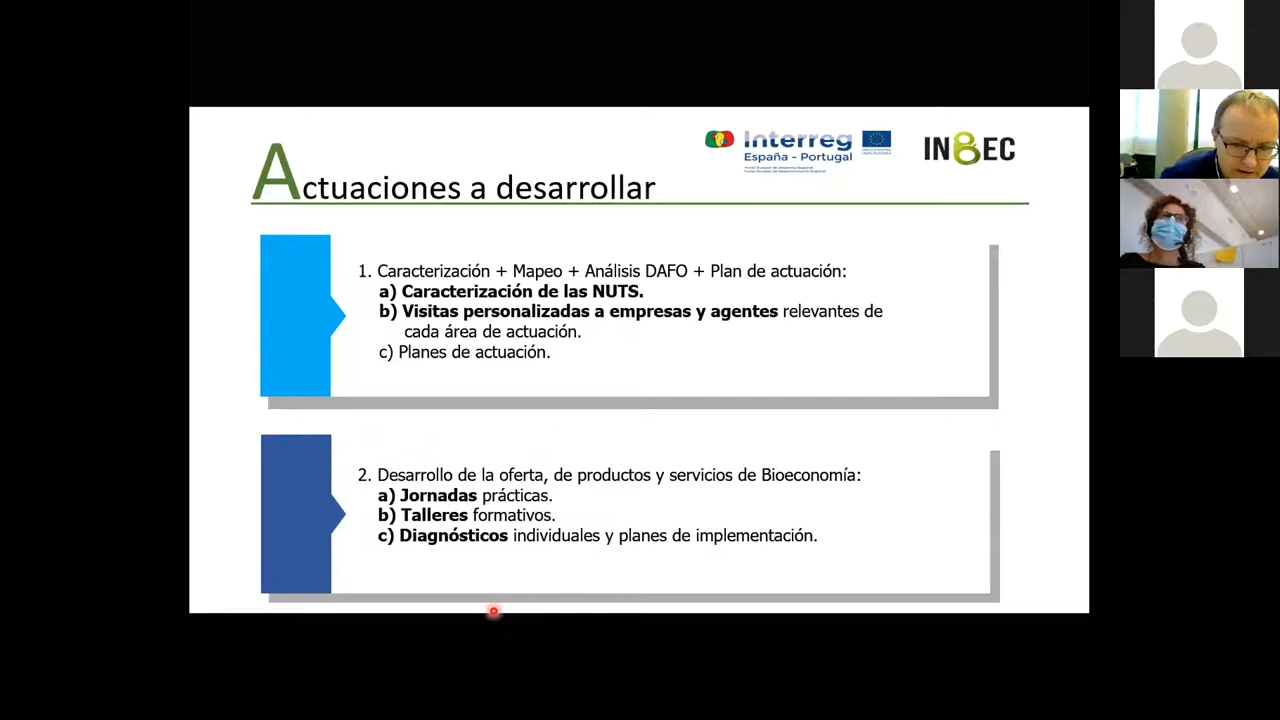 Actuaciones a desarrollar
Interreg
España - Portugal
INBEC
1. Caracterización + Mapeo + Análisis DAFO + Plan de actuación:
a) Caracterización de las NUTS.
b) Visitas personalizadas a empresas y agentes relevantes de
cada área de actuación.
c) Planes de actuación.
2. Desarrollo de la oferta, de productos y servicios de Bioeconomía:
a) Jornadas prácticas.
b) Talleres formativos.
c) Diagnósticos individuales y planes de implementación.